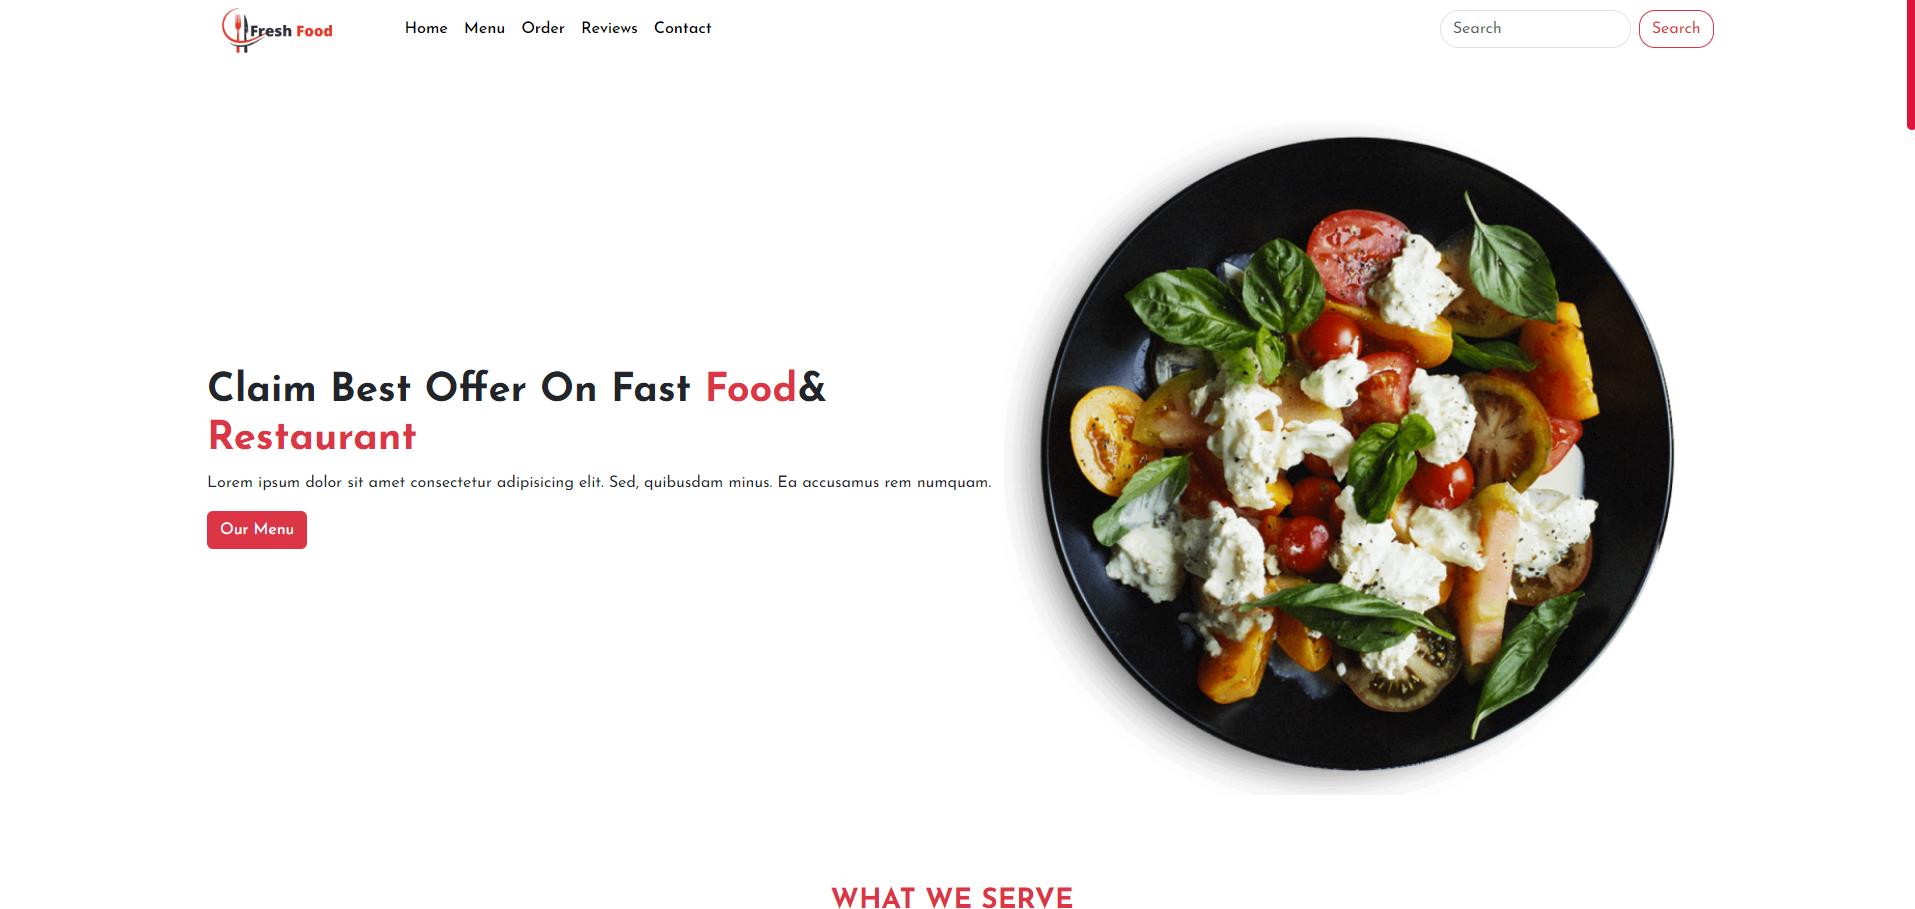 Fresh Food
Home Menu Order Reviews Contact
Search
Search
Claim Best Offer On Fast Food&
Restaurant
Lorem ipsum dolor sit amet consectetur adipisicing elit. Sed, quibusdam minus. Ea accusamus rem numquam.
Our Menu
WHAT WE SERVE